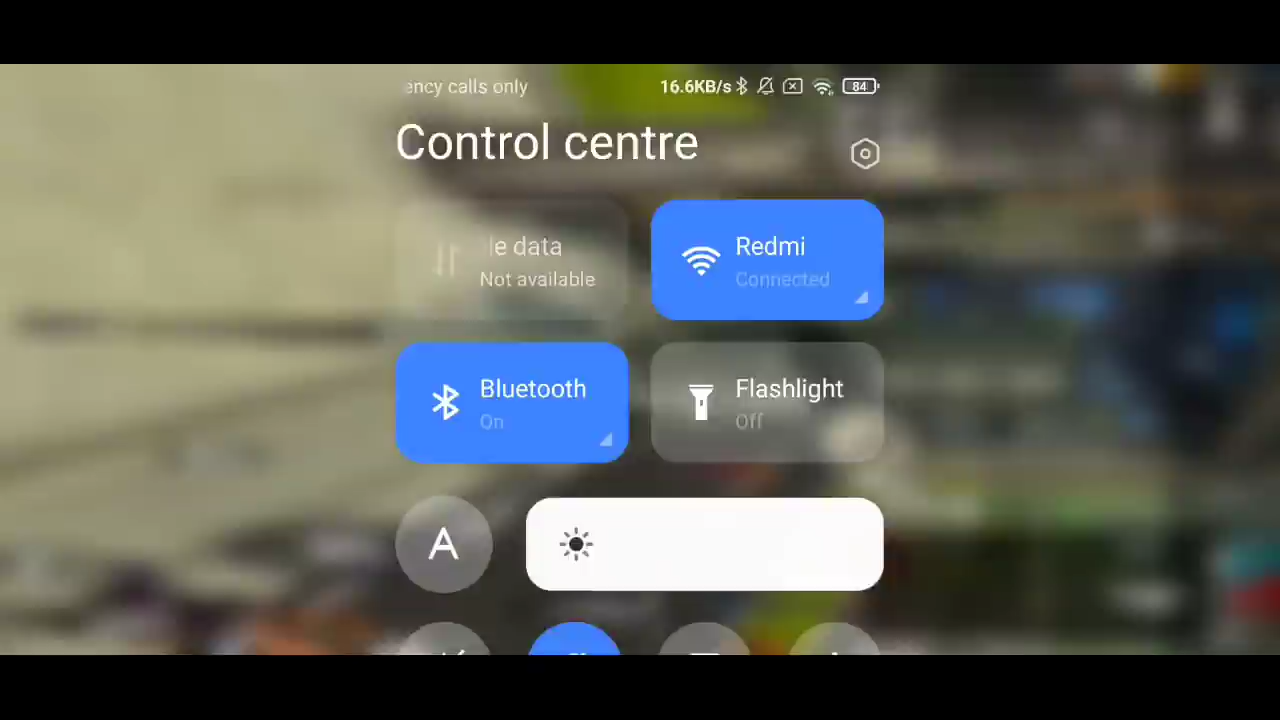 ency calls only 16.6KB/s 84
Control centre
le data
Not available
Redmi
Connected
Bluetooth
On
Flashlight
Off
A